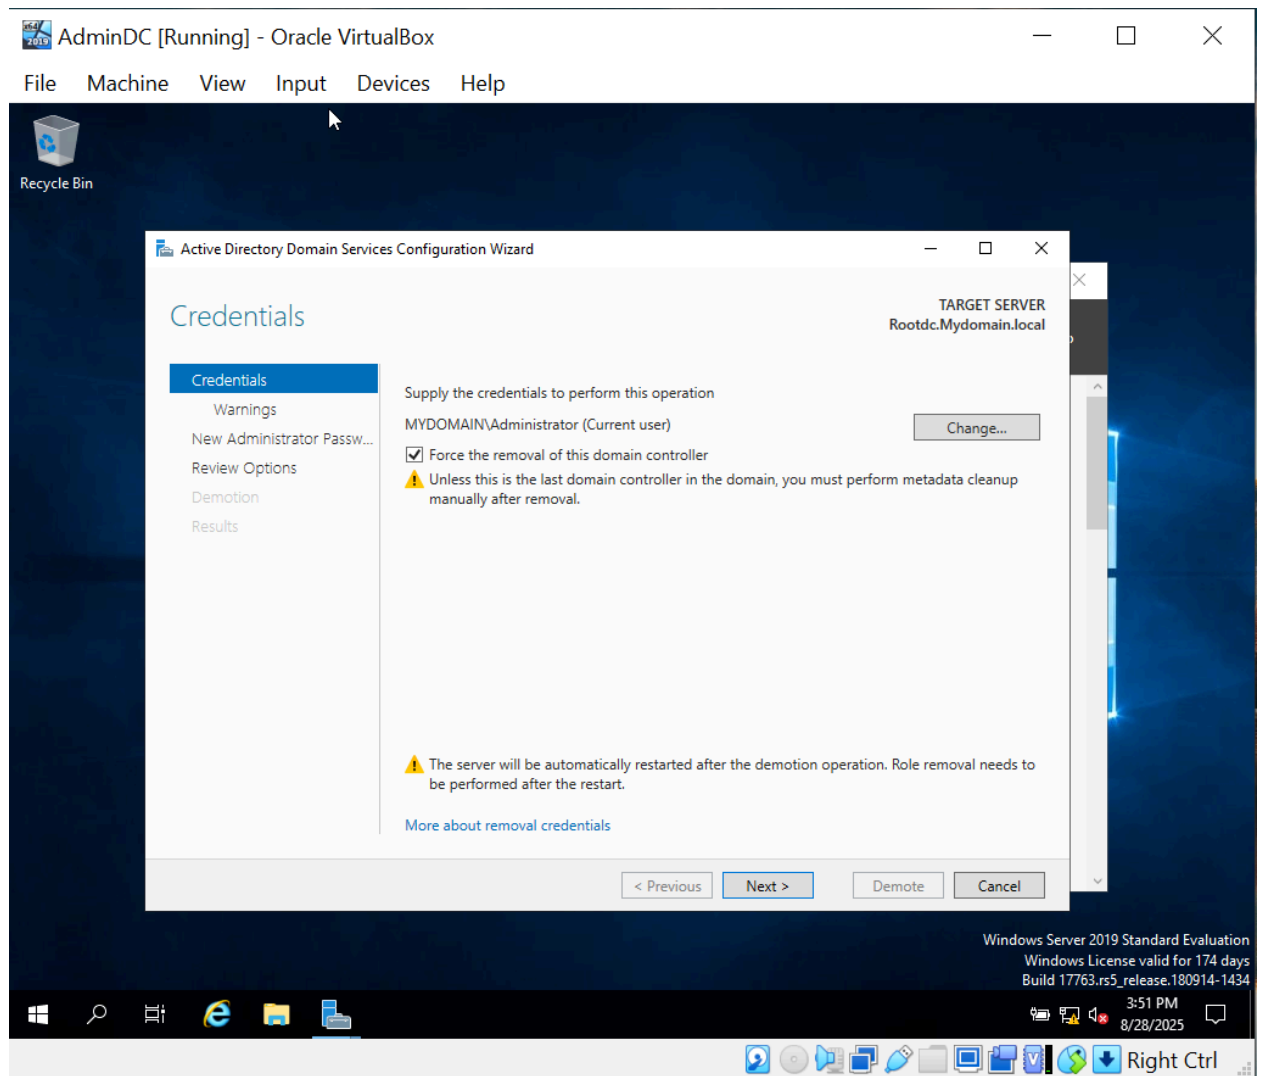 AdminDC [Running] - Oracle VirtualBox
File Machine View Input Devices Help
Recycle Bin
Active Directory Domain Services Configuration Wizard
Credentials
TARGET SERVER
Rootdc.Mydomain.local
Credentials
Warnings
New Administrator Passw...
Review Options
Demotion
Results
Supply the credentials to perform this operation
MYDOMAIN\Administrator (Current user)
Change...
Force the removal of this domain controller
Unless this is the last domain controller in the domain, you must perform metadata cleanup
manually after removal.
The server will be automatically restarted after the demotion operation. Role removal needs to
be performed after the restart.
More about removal credentials
< Previous
Next >
Demote
Cancel
Windows Server 2019 Standard Evaluation
Windows License valid for 174 days
Build 17763.rs5_release.180914-1434
3:51 PM
8/28/2025
Right Ctrl